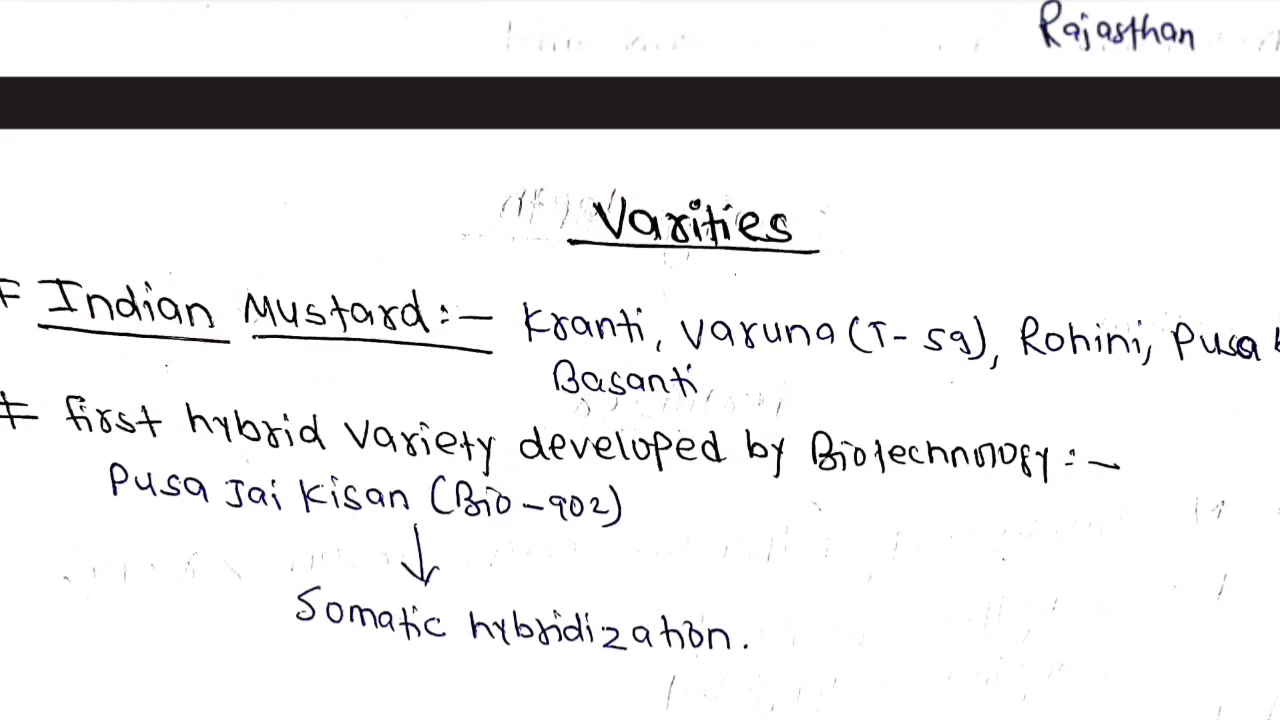 Rajasthan
Varities
Indian Mustard :- Kranti, Varuna (T-59), Rohini, Pusa
Basanti
first hybrid variety developed by Biotechnology :-
Pusa Jai Kisan (Bio-902)
↓
Somatic hybridization.